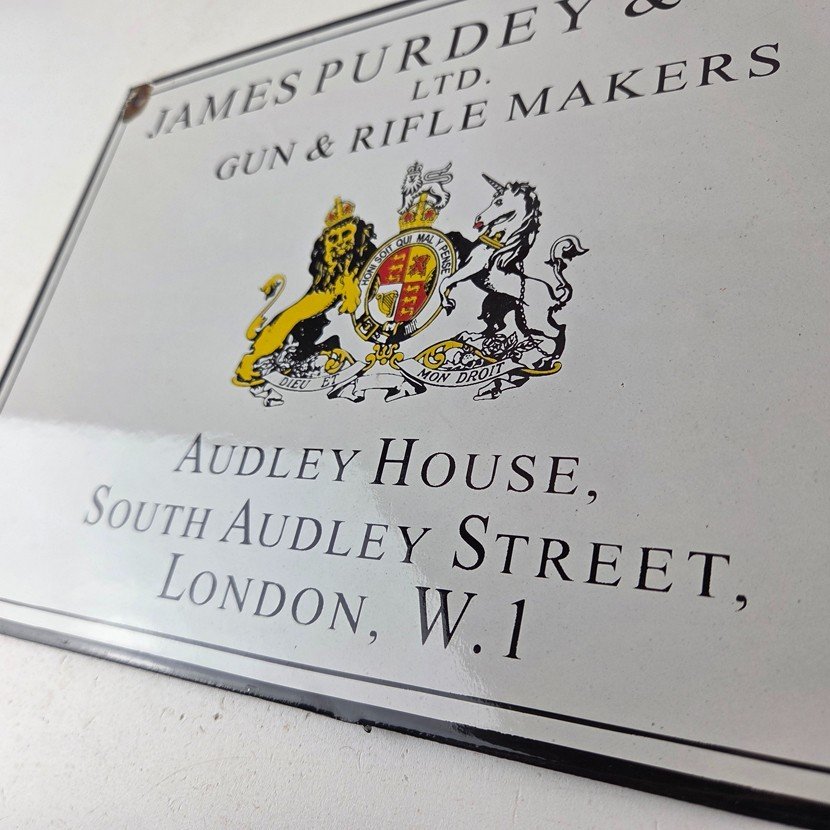 JAMES PURDEY &
LTD.
GUN & RIFLE MAKERS
HONI SOIT QUI MAL Y PENSE
DIEU ET
MON DROIT
AUDLEY HOUSE,
SOUTH AUDLEY STREET,
LONDON, W.1